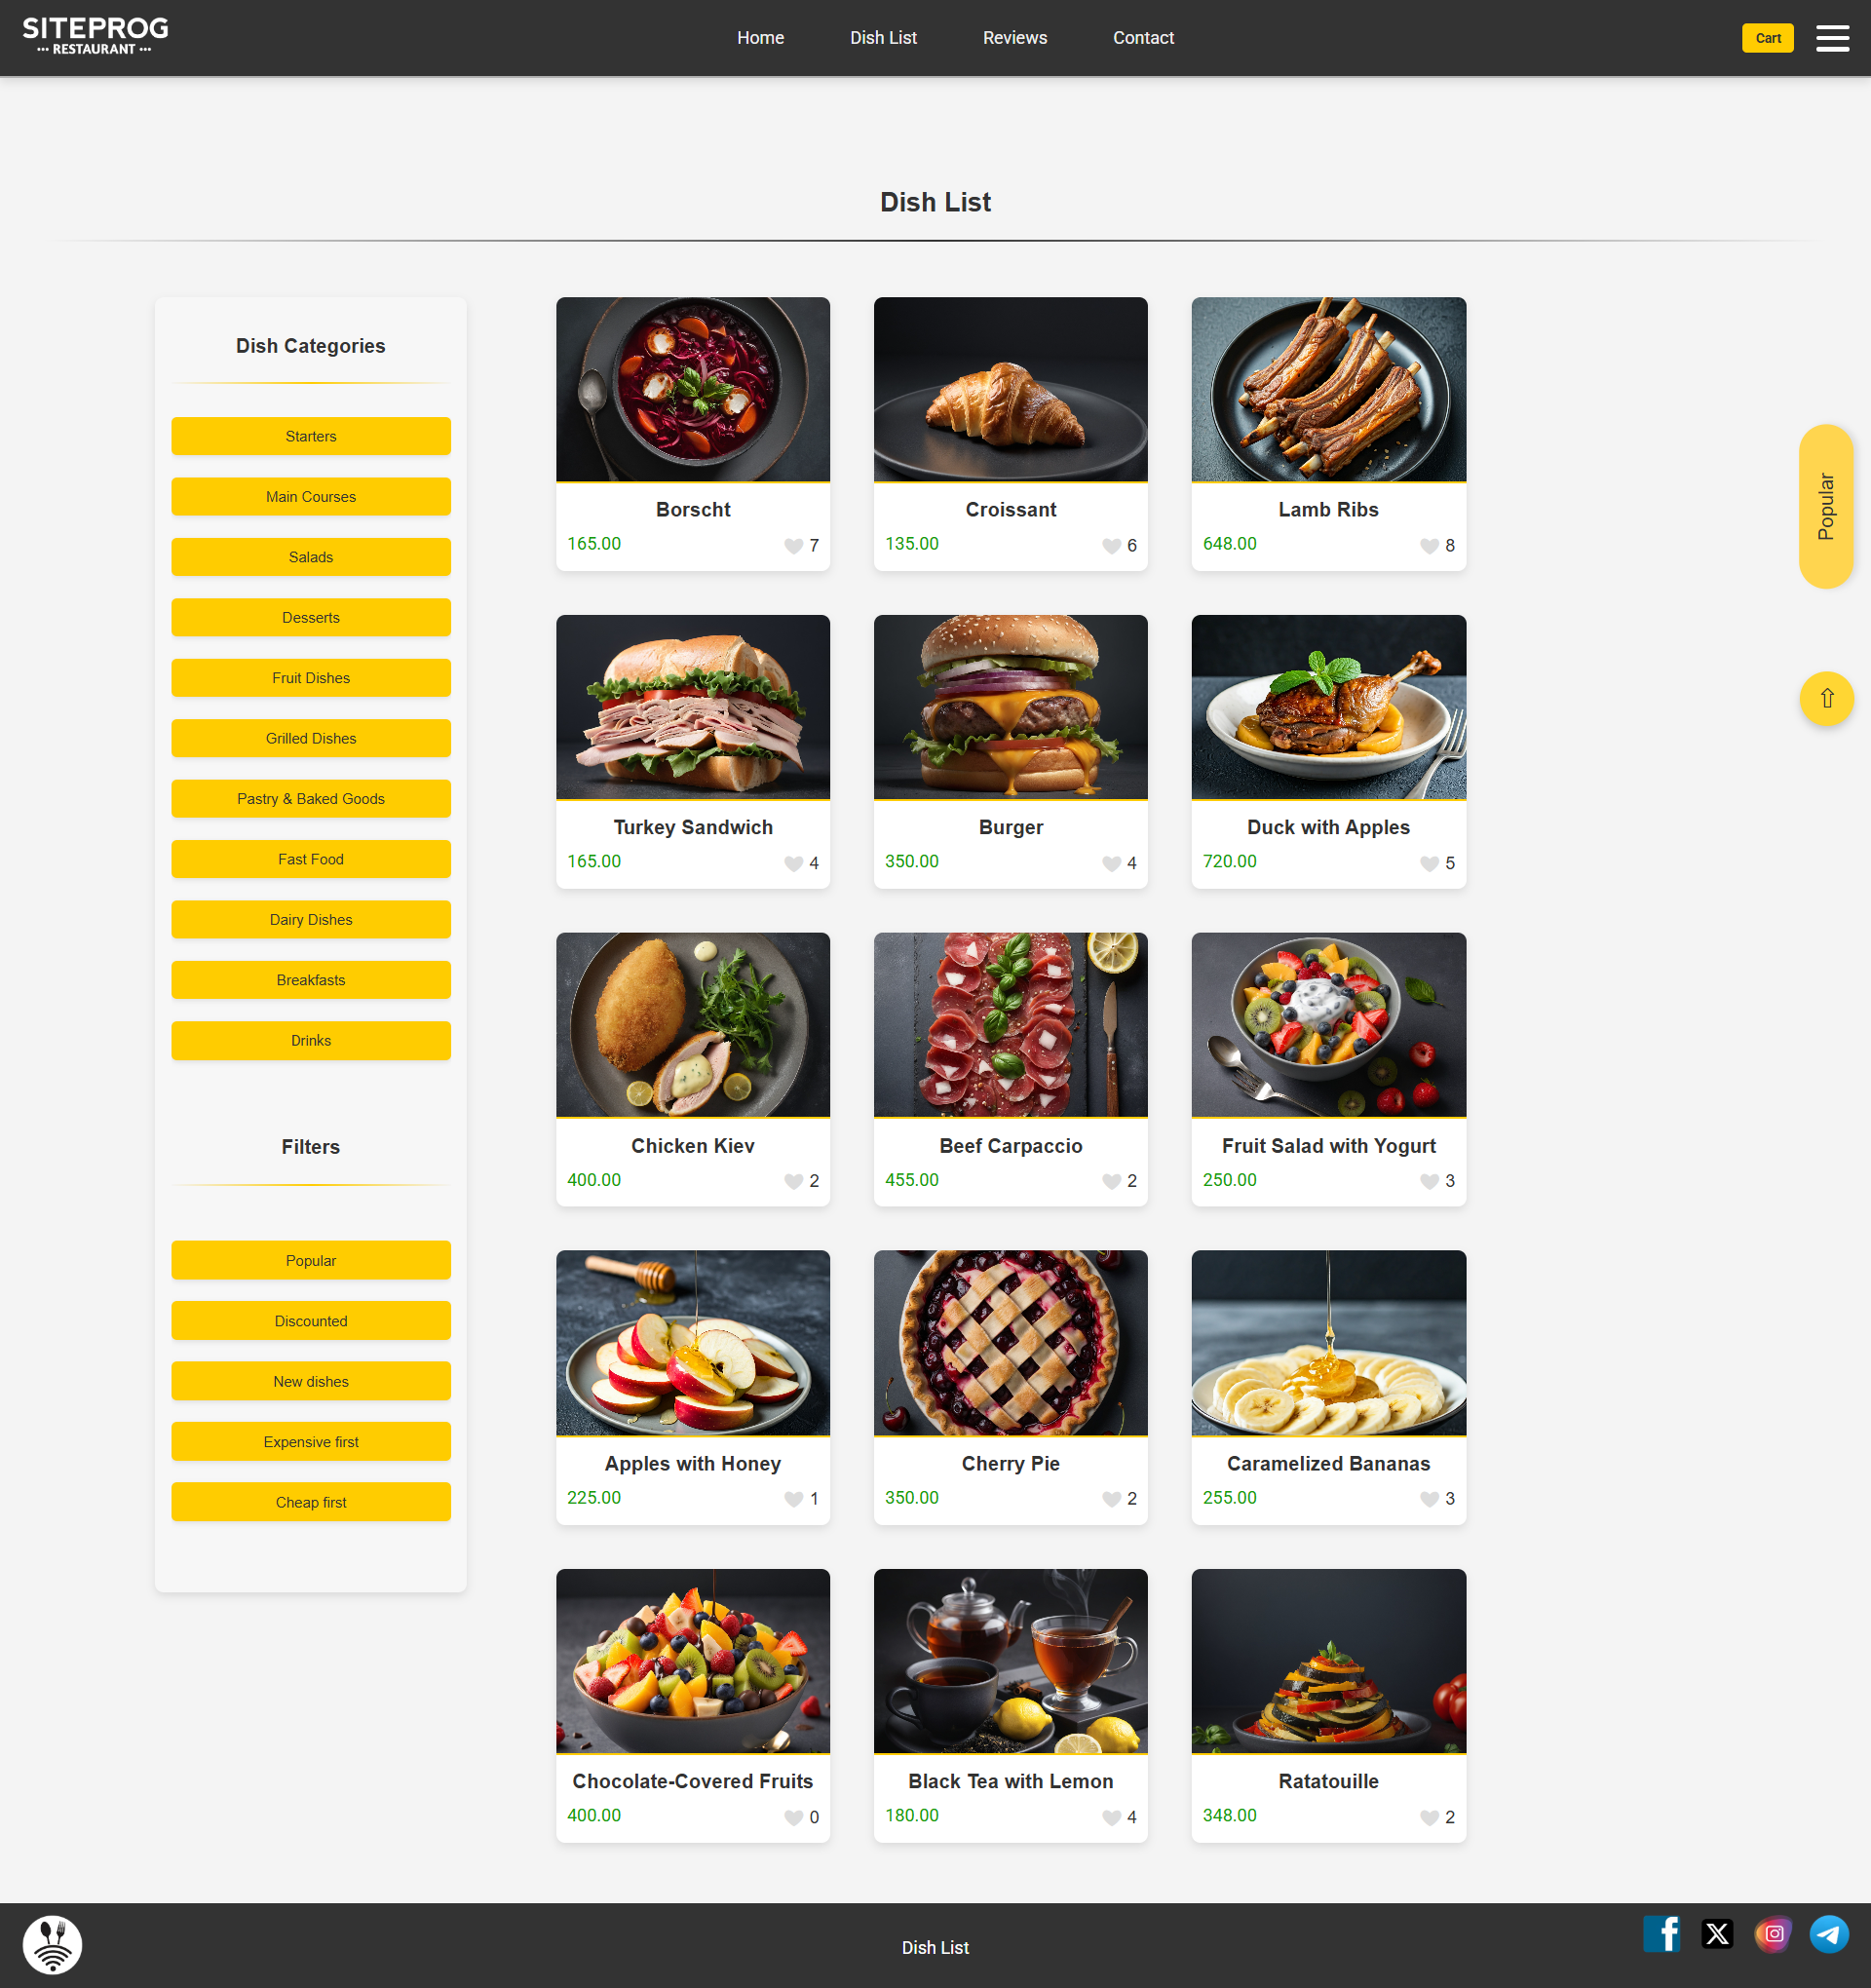 SITEPROG
··· RESTAURANT ···
Home
Dish List
Reviews
Contact
Cart
Dish List
Dish Categories
Starters
Main Courses
Salads
Desserts
Fruit Dishes
Grilled Dishes
Pastry & Baked Goods
Fast Food
Dairy Dishes
Breakfasts
Drinks
Filters
Popular
Discounted
New dishes
Expensive first
Cheap first
Borscht
165.00 7
Croissant
135.00 6
Lamb Ribs
648.00 8
Turkey Sandwich
165.00 4
Burger
350.00 4
Duck with Apples
720.00 5
Chicken Kiev
400.00 2
Beef Carpaccio
455.00 2
Fruit Salad with Yogurt
250.00 3
Apples with Honey
225.00 1
Cherry Pie
350.00 2
Caramelized Bananas
255.00 3
Chocolate-Covered Fruits
400.00 0
Black Tea with Lemon
180.00 4
Ratatouille
348.00 2
Popular
⇧
Dish List